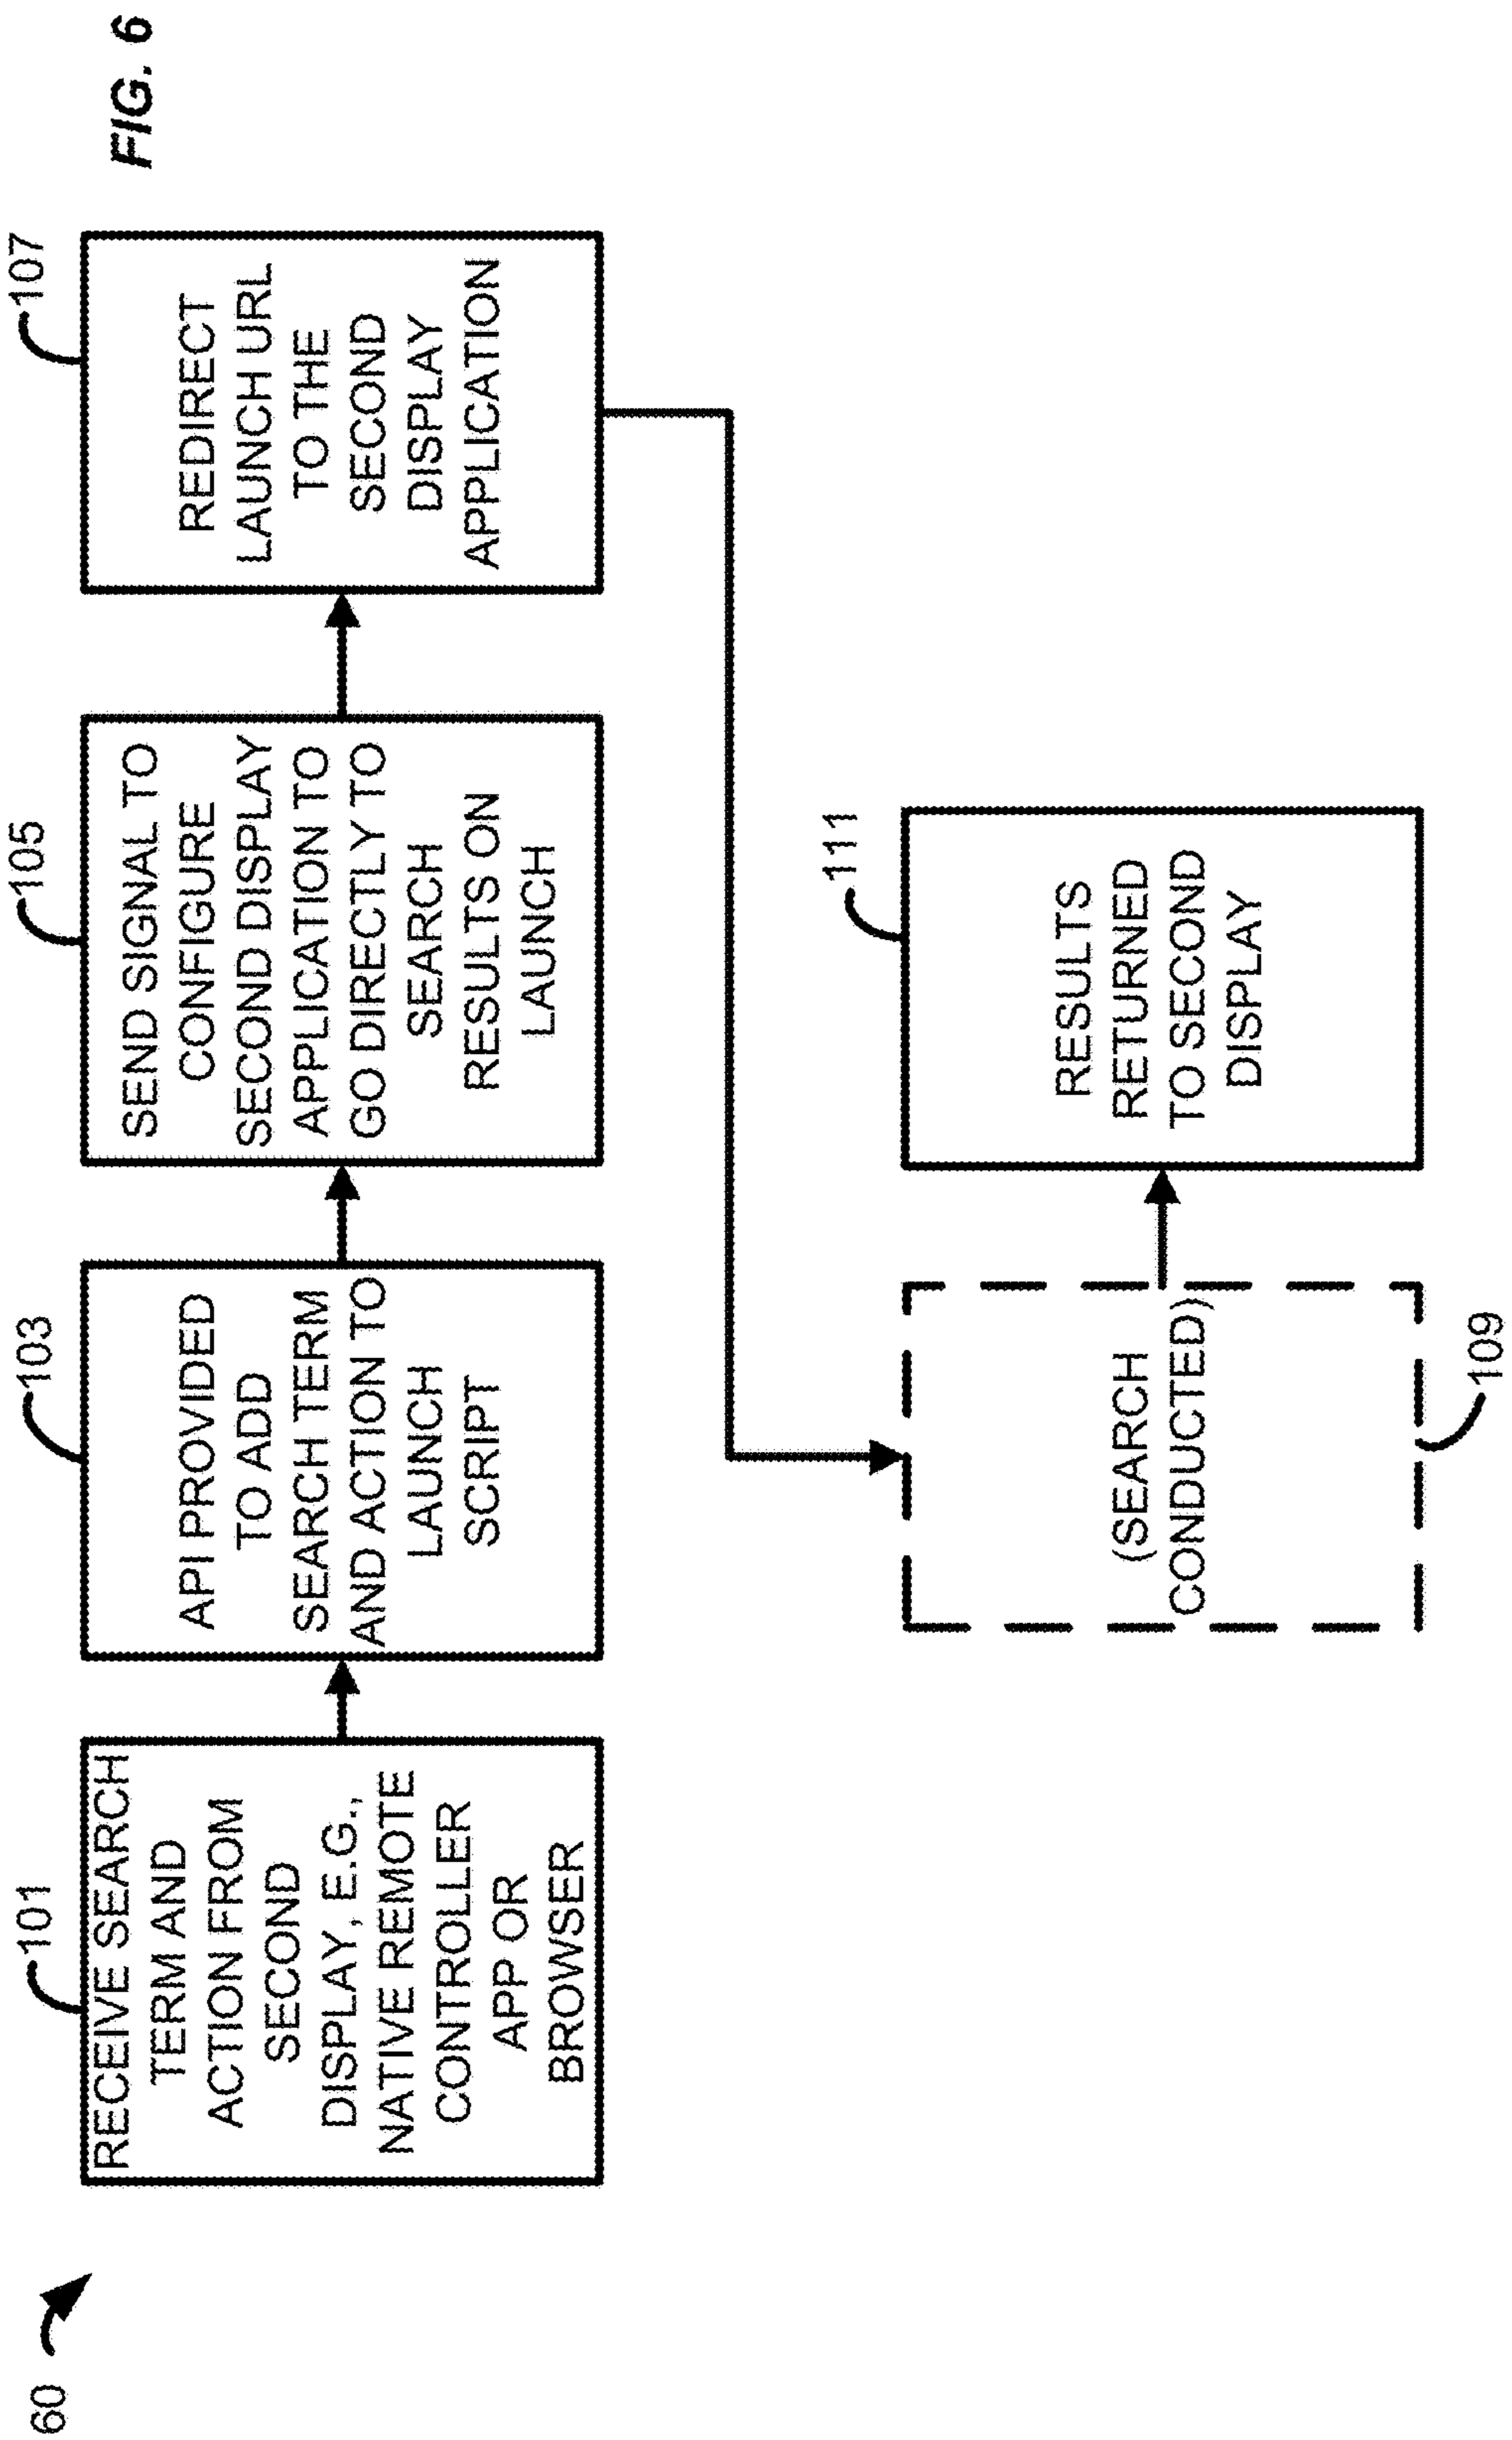 FIG. 6
60
101
RECEIVE SEARCH
TERM AND
ACTION FROM
SECOND
DISPLAY, E.G.,
NATIVE REMOTE
CONTROLLER
APP OR
BROWSER
103
API PROVIDED
TO ADD
SEARCH TERM
AND ACTION TO
LAUNCH
SCRIPT
105
SEND SIGNAL TO
CONFIGURE
SECOND DISPLAY
APPLICATION TO
GO DIRECTLY TO
SEARCH
RESULTS ON
LAUNCH
107
REDIRECT
LAUNCH URL
TO THE
SECOND
DISPLAY
APPLICATION
(SEARCH
CONDUCTED)
109
111
RESULTS
RETURNED
TO SECOND
DISPLAY